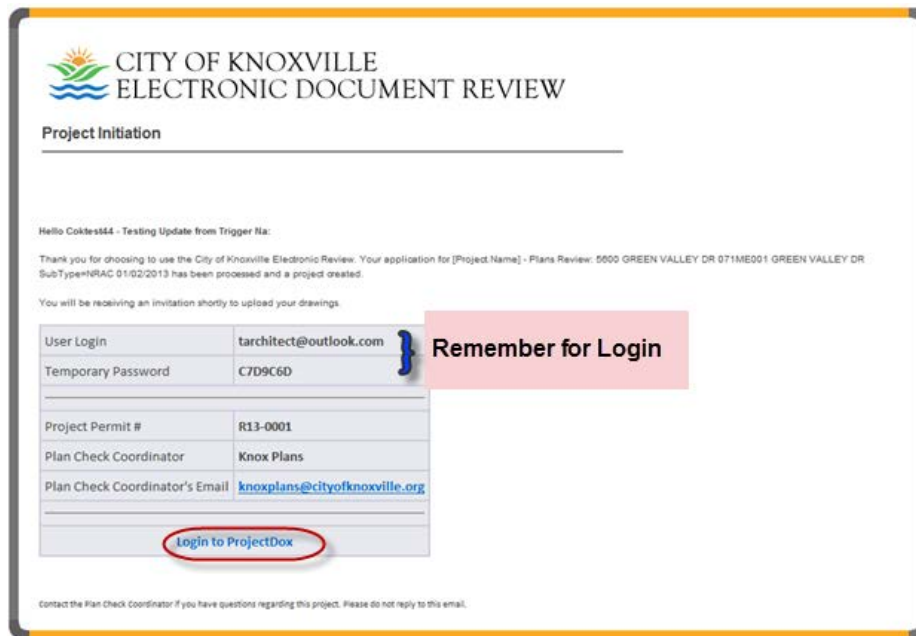 CITY OF KNOXVILLE
ELECTRONIC DOCUMENT REVIEW
Project Initiation
Hello Coktest44 - Testing Update from Trigger Na:
Thank you for choosing to use the City of Knoxville Electronic Review. Your application for [Project Name] - Plans Review: 5600 GREEN VALLEY DR 071ME001 GREEN VALLEY DR
SubType=NRAC 01/02/2013 has been processed and a project created.
You will be receiving an invitation shortly to upload your drawings.
User Login tarchitect@outlook.com
Temporary Password C7D9C6D
Remember for Login
Project Permit # R13-0001
Plan Check Coordinator Knox Plans
Plan Check Coordinator's Email knoxplans@cityofknoxville.org
Login to ProjectDox
Contact the Plan Check Coordinator if you have questions regarding this project. Please do not reply to this email.